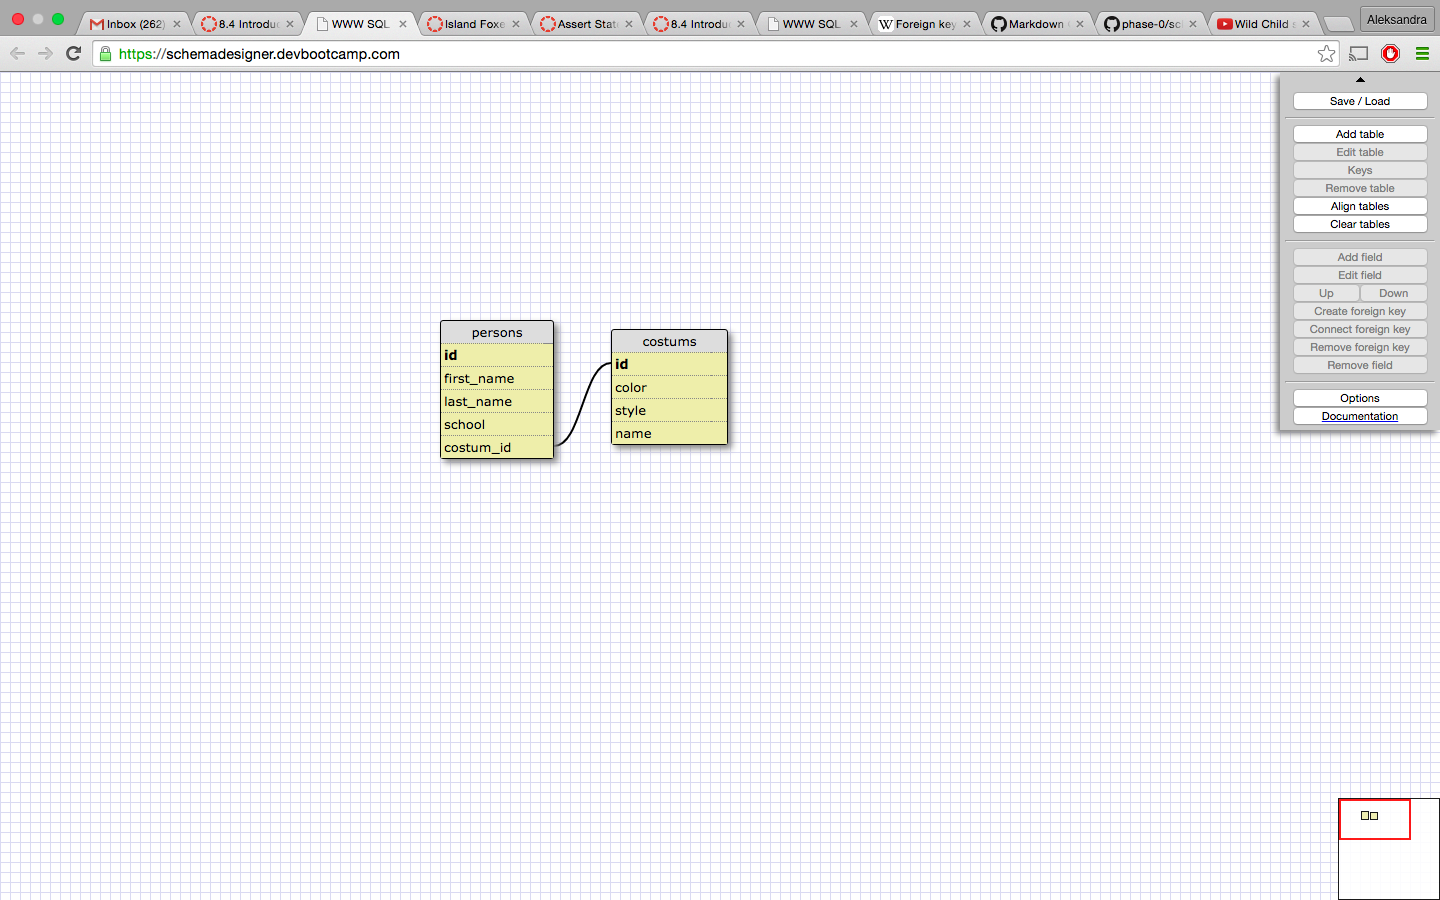 Inbox (262)
8.4 Introduc
WWW SQL
Island Foxe
Assert State
8.4 Introduc
WWW SQL
Foreign key
Markdown
phase-0/sc
Wild Child s
Aleksandra
https://schemadesigner.devbootcamp.com
Save / Load
Add table
Edit table
Keys
Remove table
Align tables
Clear tables
Add field
Edit field
Up Down
Create foreign key
Connect foreign key
Remove foreign key
Remove field
Options
Documentation
persons
id
first_name
last_name
school
costum_id
costums
id
color
style
name